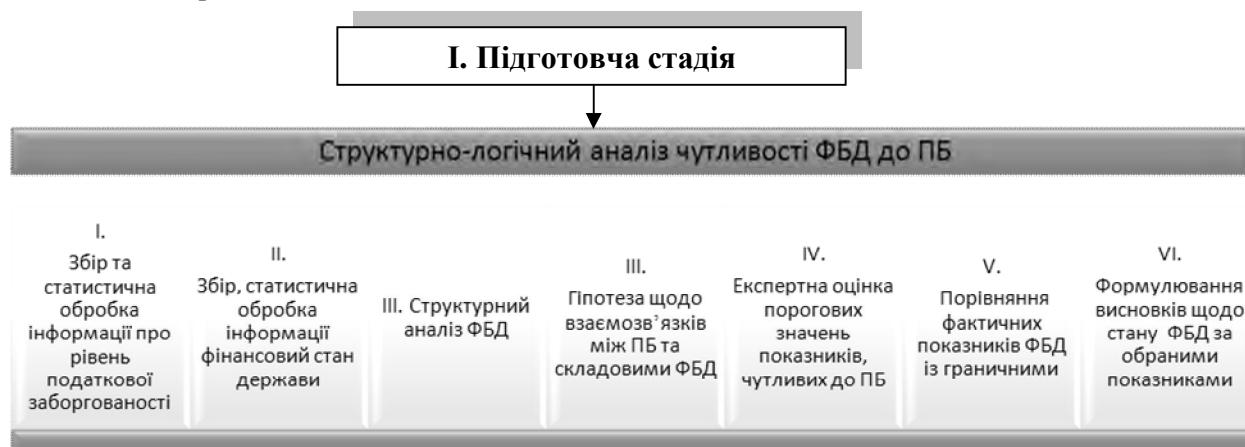 І. Підготовча стадія
Структурно-логічний аналіз чутливості ФБД до ПБ
І.
Збір та
статистична
обробка
інформації про
рівень
податкової
заборгованості
ІІ.
Збір, статистична
обробка
інформації
фінансовий стан
держави
ІІІ. Структурний
аналіз ФБД
ІІІ.
Гіпотеза щодо
взаємозв’язків
між ПБ та
складовими ФБД
IV.
Експертна оцінка
порогових
значень
показників,
чутливих до ПБ
V.
Порівняння
фактичних
показників ФБД
із граничними
VI.
Формулювання
висновків щодо
стану ФБД за
обраними
показниками